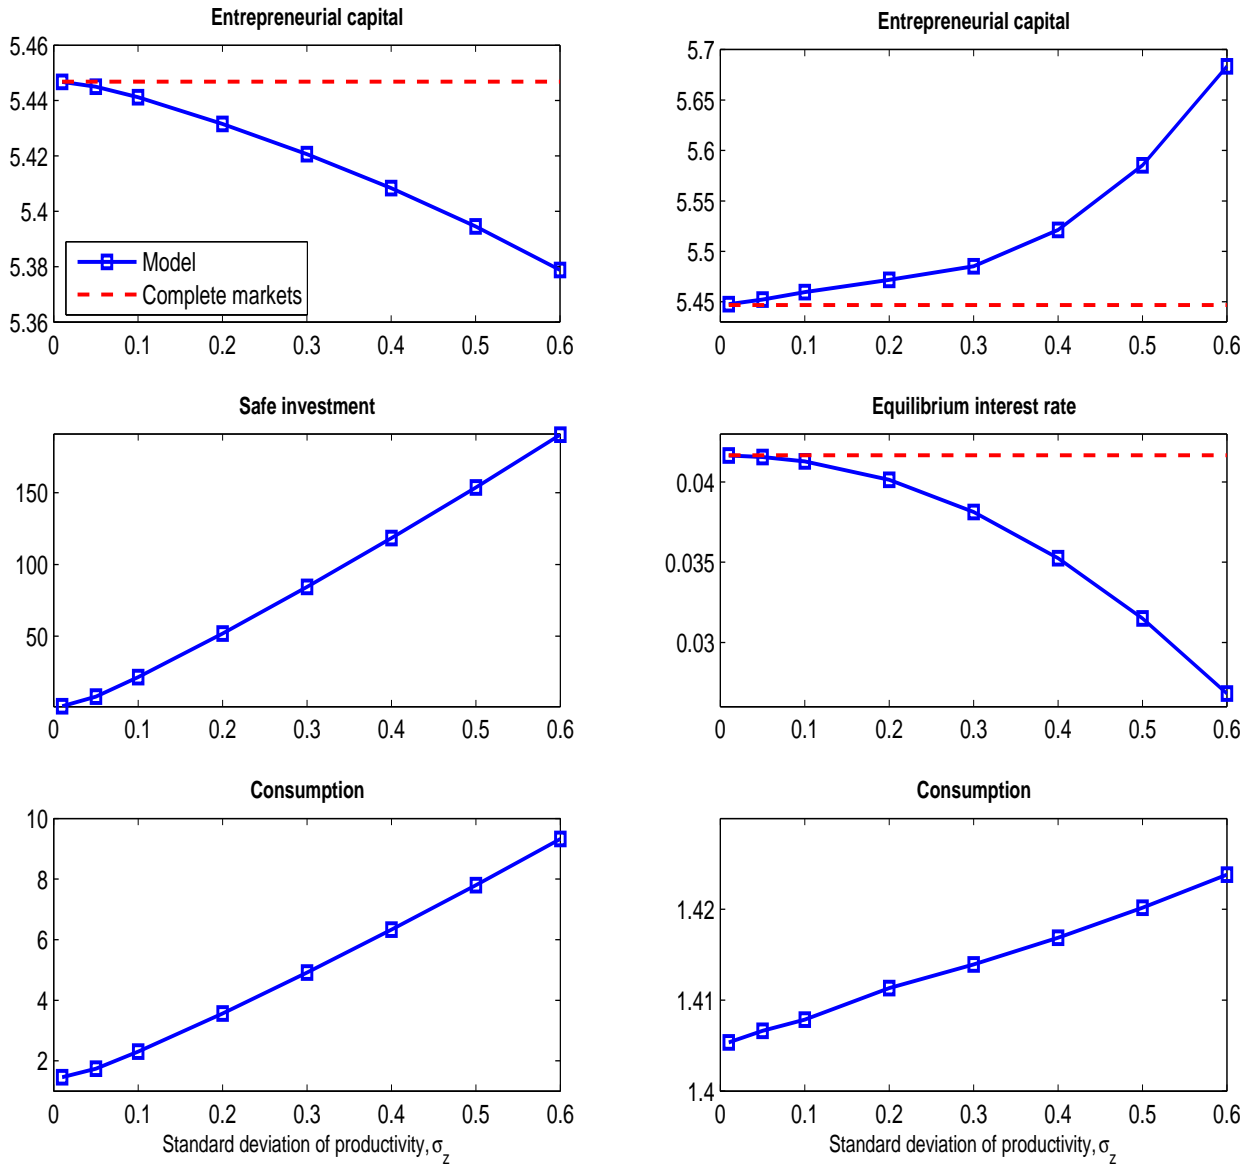 Entrepreneurial capital
5.46
5.44
5.42
5.4
5.38
5.36
0 0.1 0.2 0.3 0.4 0.5 0.6
Model
Complete markets
Entrepreneurial capital
5.7
5.65
5.6
5.55
5.5
5.45
0 0.1 0.2 0.3 0.4 0.5 0.6
Safe investment
150
100
50
0 0.1 0.2 0.3 0.4 0.5 0.6
Equilibrium interest rate
0.04
0.035
0.03
0 0.1 0.2 0.3 0.4 0.5 0.6
Consumption
10
8
6
4
2
0 0.1 0.2 0.3 0.4 0.5 0.6
Standard deviation of productivity, σ_z
Consumption
1.42
1.41
1.4
0 0.1 0.2 0.3 0.4 0.5 0.6
Standard deviation of productivity, σ_z